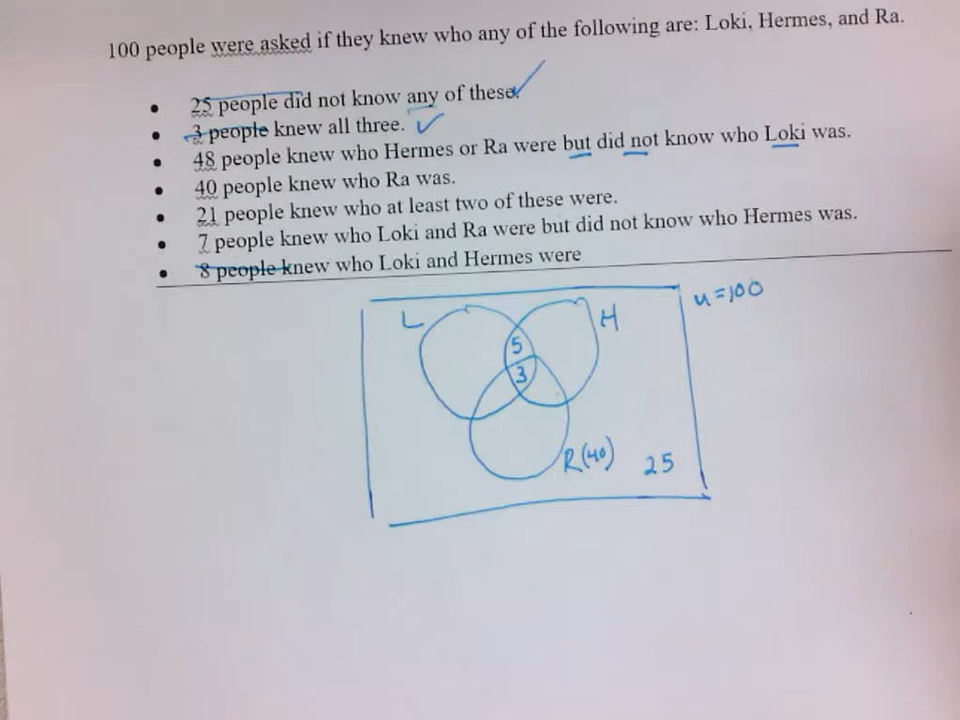 100 people were asked if they knew who any of the following are: Loki, Hermes, and Ra.
• 25 people did not know any of these.
• 3 people knew all three.
• 48 people knew who Hermes or Ra were but did not know who Loki was.
• 40 people knew who Ra was.
• 21 people knew who at least two of these were.
• 7 people knew who Loki and Ra were but did not know who Hermes was.
• 8 people knew who Loki and Hermes were
u=100
L
H
5
3
R(40)
25